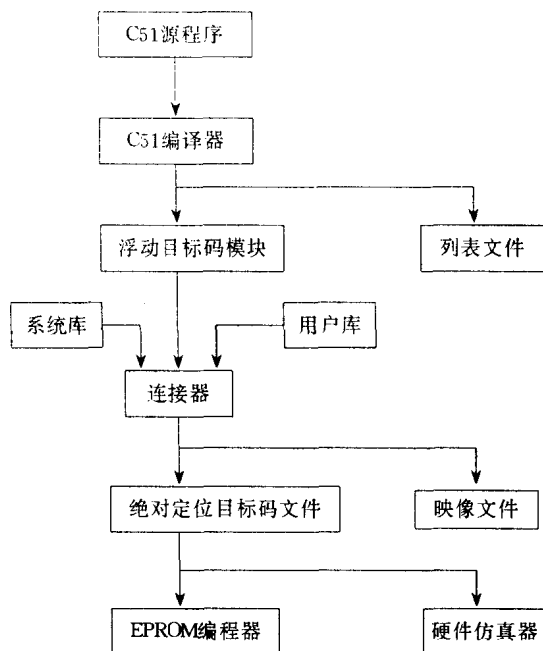 C51源程序
C51编译器
浮动目标码模块
列表文件
系统库
用户库
连接器
绝对定位目标码文件
映像文件
EPROM编程器
硬件仿真器